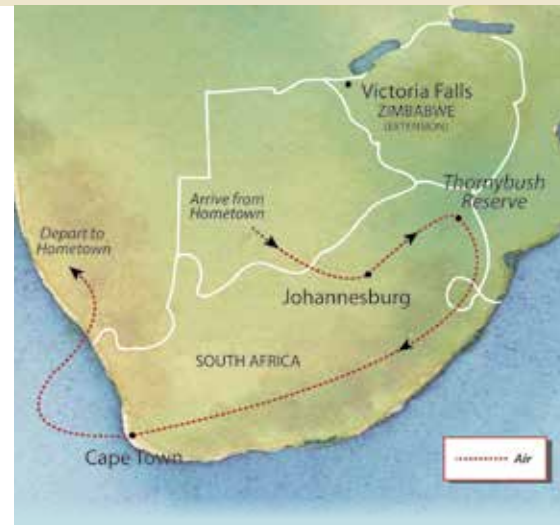 Victoria Falls
ZIMBABWE
(EXTENSION)
Thornybush
Reserve
Arrive from
Hometown
Depart to
Hometown
Johannesburg
SOUTH AFRICA
Cape Town
Air